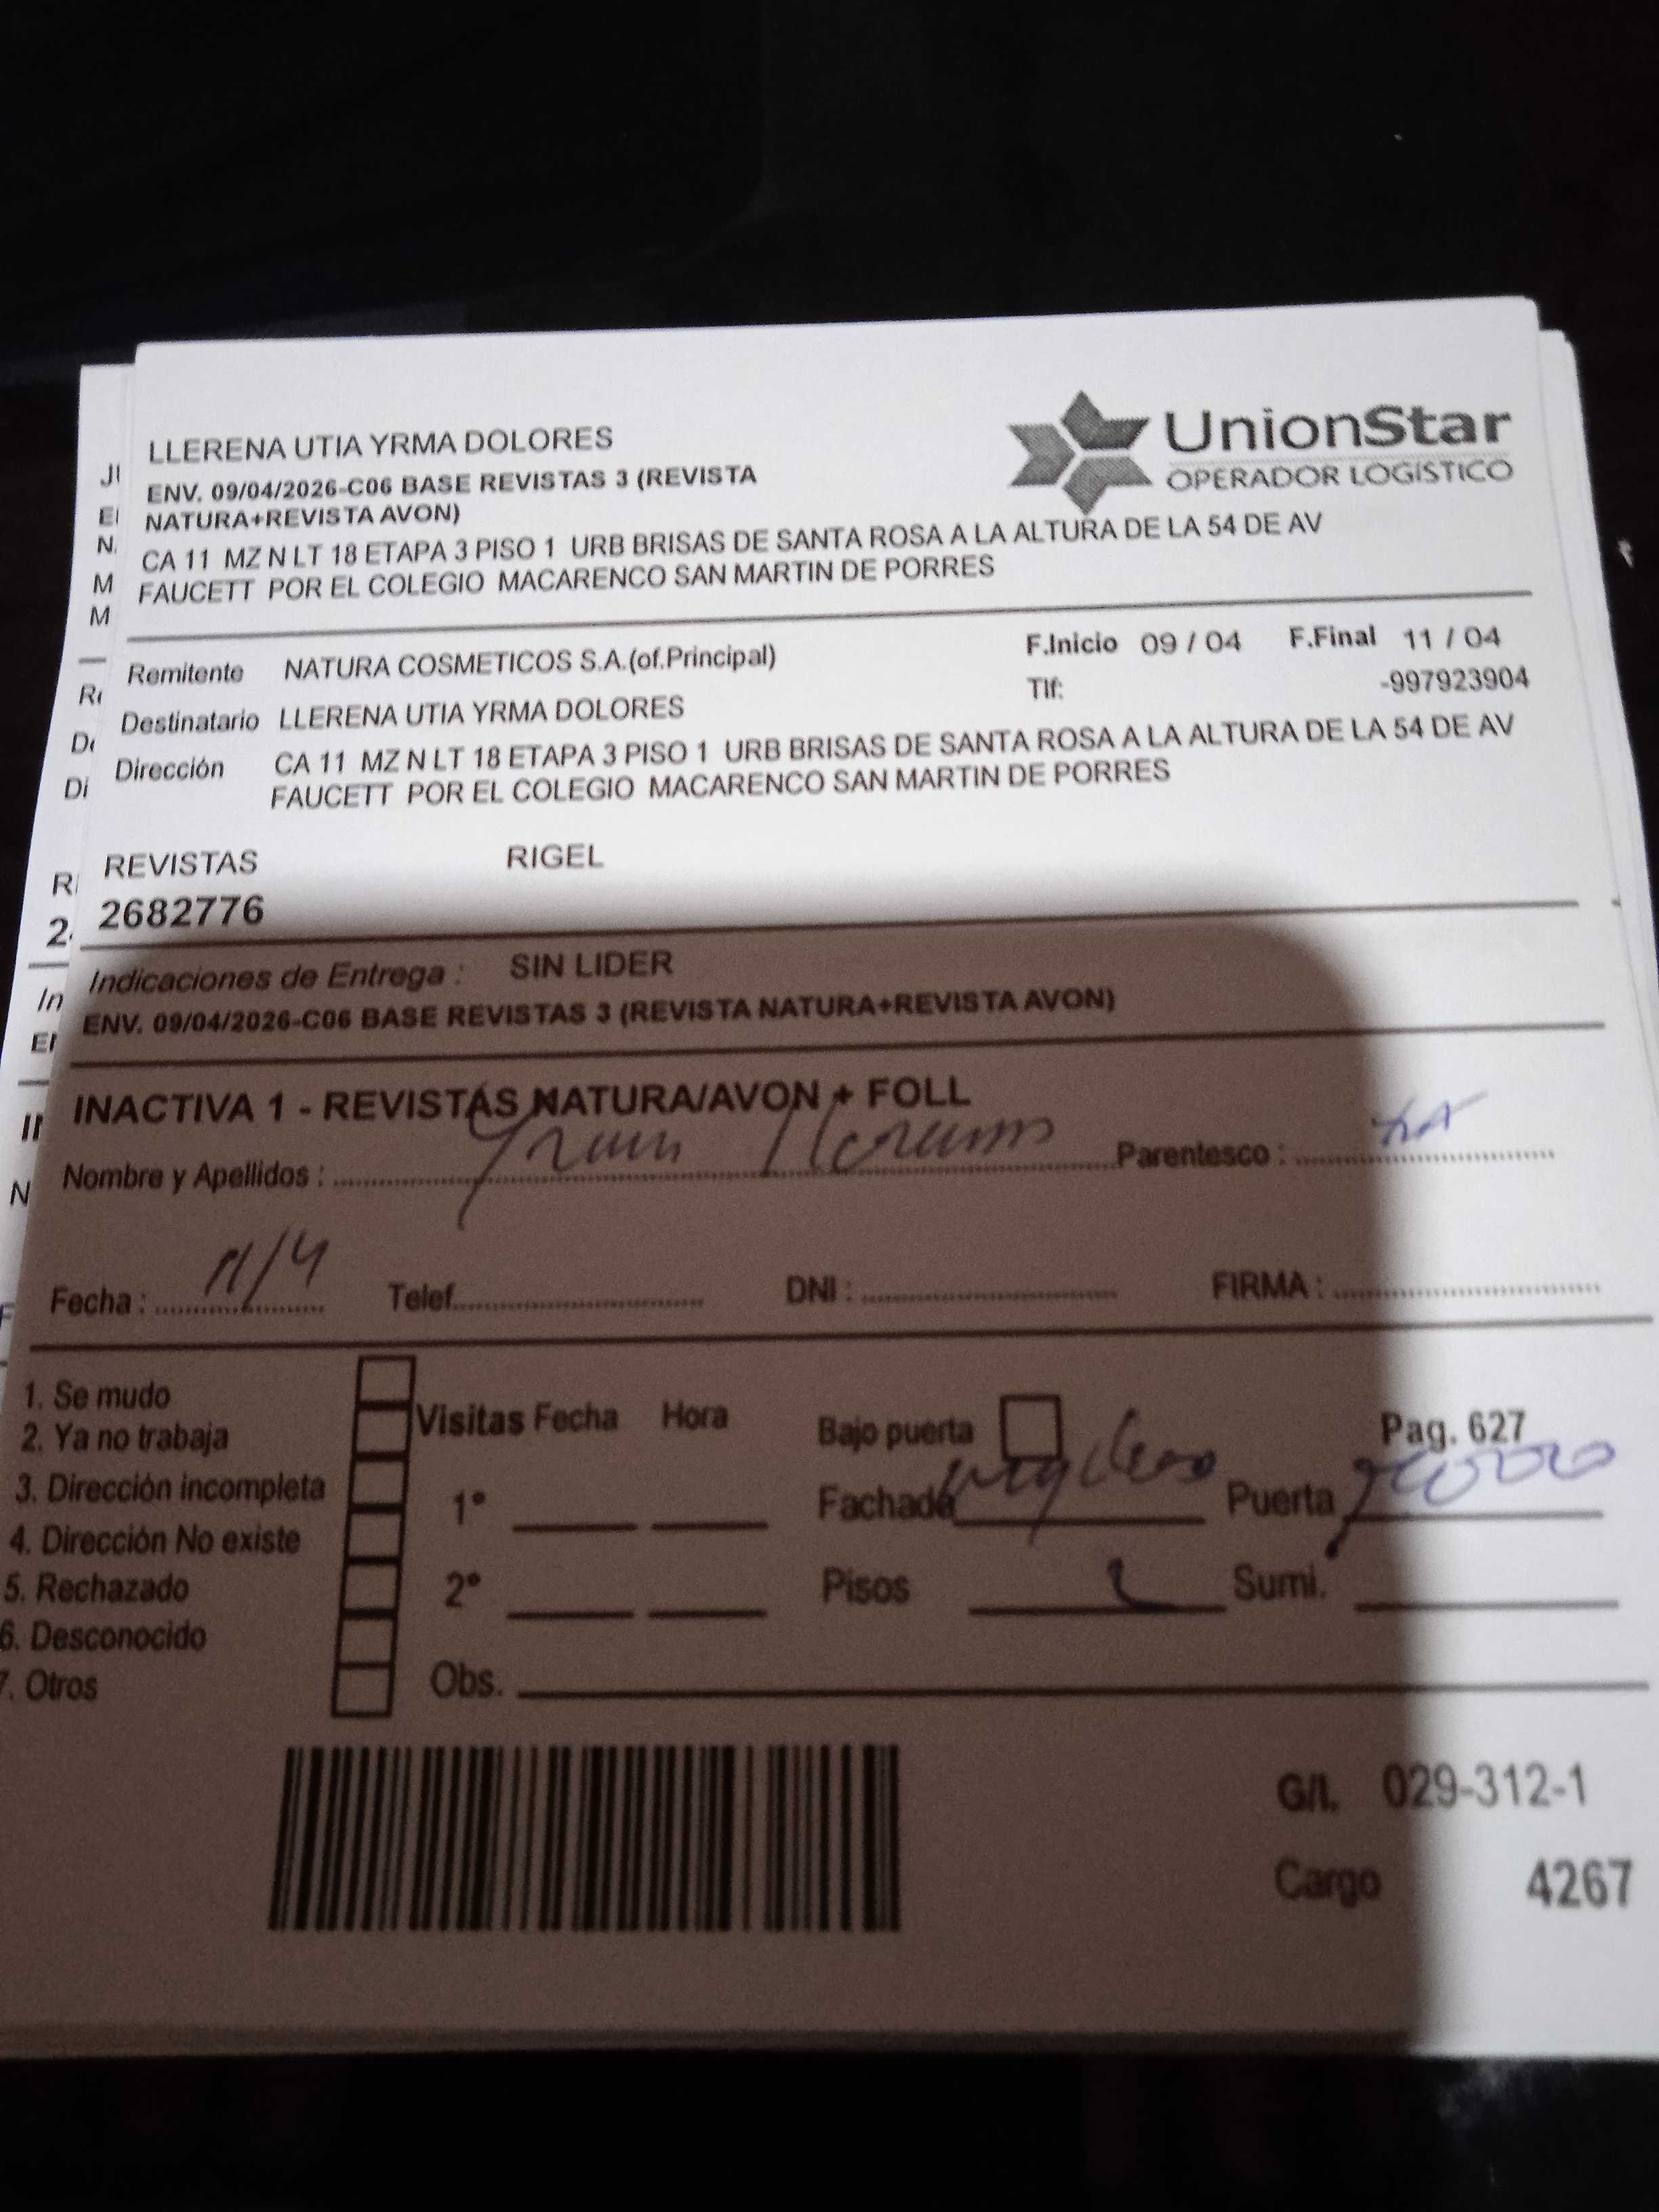 LLERENA UTIA YRMA DOLORES
ENV. 09/04/2026-C06 BASE REVISTAS 3 (REVISTA
NATURA+REVISTA AVON)
CA 11 MZ N LT 18 ETAPA 3 PISO 1 URB BRISAS DE SANTA ROSA A LA ALTURA DE LA 54 DE AV
FAUCETT POR EL COLEGIO MACARENCO SAN MARTIN DE PORRES
UnionStar
OPERADOR LOGÍSTICO
Remitente NATURA COSMETICOS S.A.(of.Principal)
F.Inicio 09 / 04 F.Final 11 / 04
Tlf: -997923904
Destinatario LLERENA UTIA YRMA DOLORES
Dirección CA 11 MZ N LT 18 ETAPA 3 PISO 1 URB BRISAS DE SANTA ROSA A LA ALTURA DE LA 54 DE AV
FAUCETT POR EL COLEGIO MACARENCO SAN MARTIN DE PORRES
REVISTAS RIGEL
2682776
Indicaciones de Entrega : SIN LIDER
ENV. 09/04/2026-C06 BASE REVISTAS 3 (REVISTA NATURA+REVISTA AVON)
INACTIVA 1 - REVISTAS NATURA/AVON + FOLL
Nombre y Apellidos : Parentesco :
Fecha : 11/4 Telef. DNI : FIRMA :
1. Se mudo
2. Ya no trabaja
3. Dirección incompleta
4. Dirección No existe
5. Rechazado
6. Desconocido
7. Otros
Visitas Fecha Hora
1°
2°
Obs.
Bajo puerta Pag. 627
Fachada Puerta
Pisos Sumi.
G/I. 029-312-1
Cargo 4267